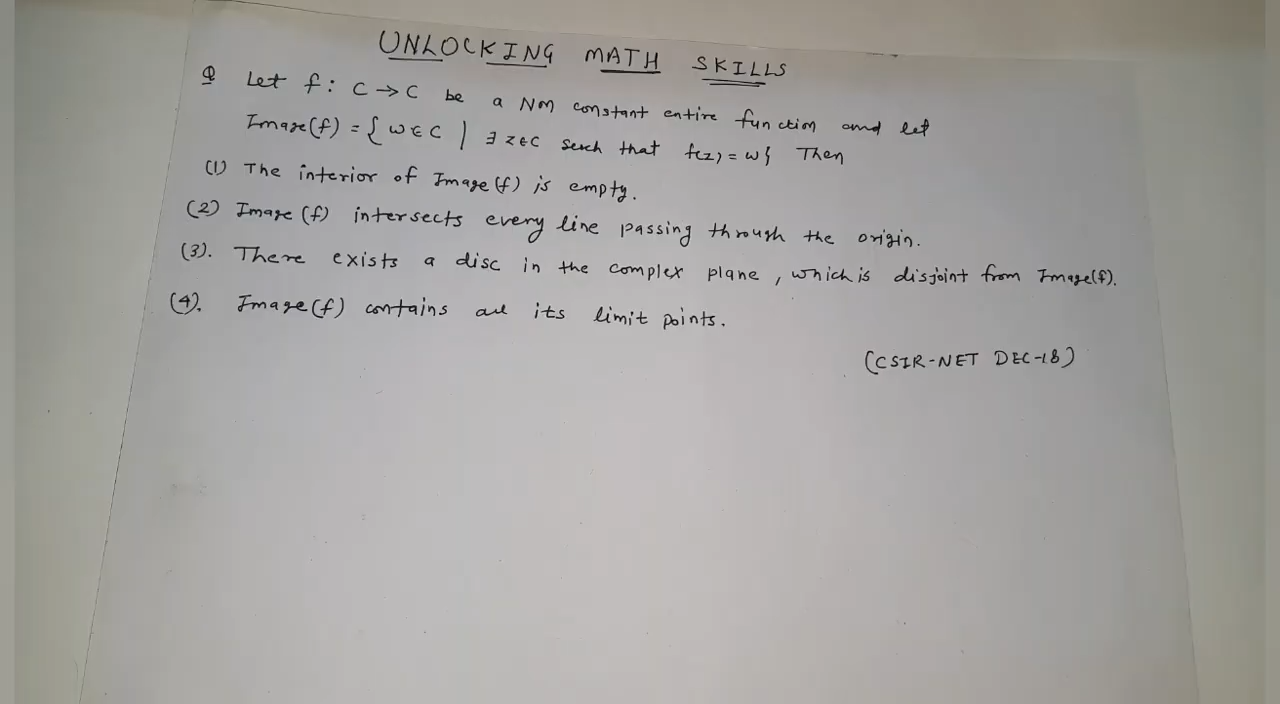 UNLOCKING MATH SKILLS
Q Let f: C → C be a Non constant entire function and let
Image(f) = { w ∈ C | ∃ z ∈ C such that f(z) = w} Then
(1) The interior of Image(f) is empty.
(2) Image (f) intersects every line passing through the origin.
(3). There exists a disc in the complex plane, which is disjoint from Image(f).
(4). Image(f) contains all its limit points.
(CSIR-NET DEC-18)